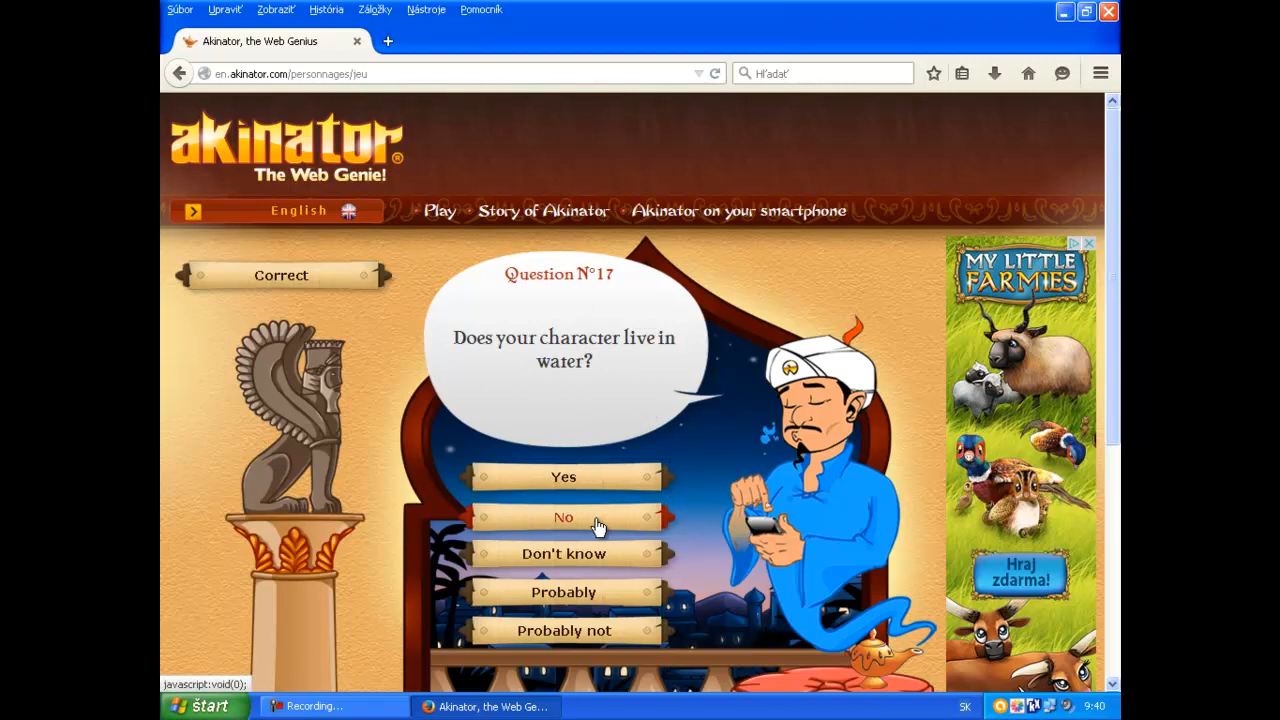 Súbor Upraviť Zobraziť História Záložky Nástroje Pomocník
Akinator, the Web Genius
en.akinator.com/personnages/jeu
Hľadať
akinator®
The Web Genie!
English
Play
Story of Akinator
Akinator on your smartphone
Correct
Question N°17
Does your character live in
water?
Yes
No
Don't know
Probably
Probably not
MY LITTLE
FARMIES
Hraj
zdarma!
javascript:void(0);
štart
Recording...
Akinator, the Web Ge...
SK
9:40